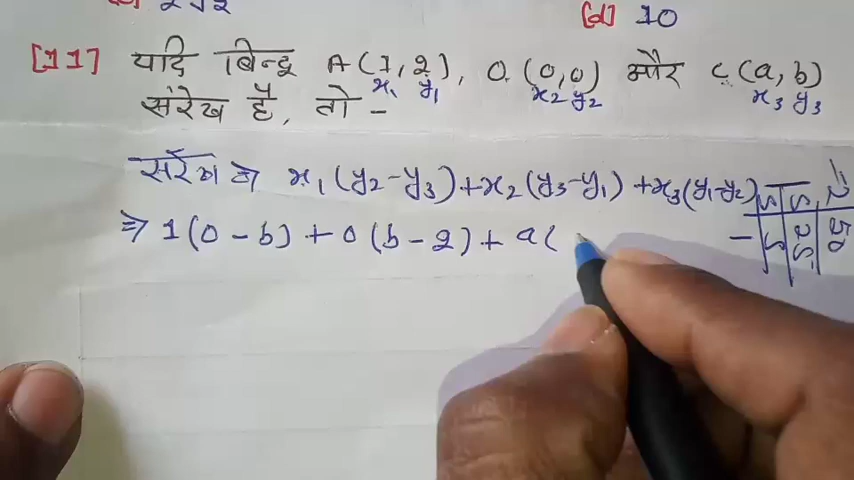 [d] 10
[11] यदि बिन्दू A(1,2), O(0,0) और C(a,b)
x₁ y₁ x₂ y₂ x₃ y₃
संरेख है, तो -
x₁(y₂-y₃)+x₂(y₃-y₁)+x₃(y₁-y₂)
⇒ 1(0-b)+0(b-2)+a(